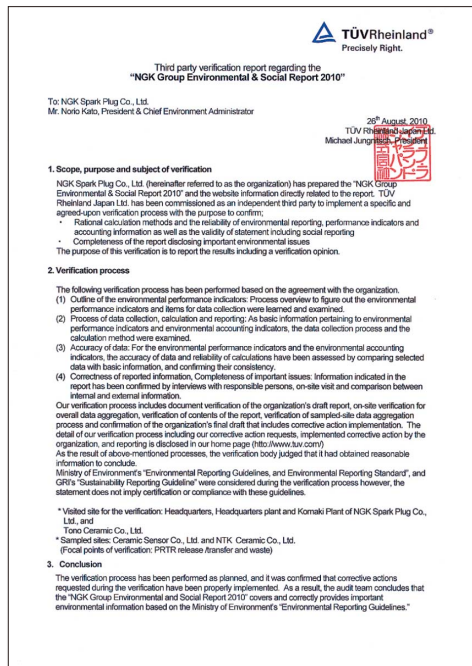 TÜVRheinland®
Precisely Right.
Third party verification report regarding the
“NGK Group Environmental & Social Report 2010”
To: NGK Spark Plug Co., Ltd.
Mr. Norio Kato, President & Chief Environment Administrator
26th August, 2010
TÜV Rheinland Japan Ltd.
Michael Jungnitsch, President
1. Scope, purpose and subject of verification
NGK Spark Plug Co., Ltd. (hereinafter referred to as the organization) has prepared the “NGK Group
Environmental & Social Report 2010” and the website information directly related to the report. TÜV
Rheinland Japan Ltd. has been commissioned as an independent third party to implement a specific and
agreed-upon verification process with the purpose to confirm;
・ Rational calculation methods and the reliability of environmental reporting, performance indicators and
accounting information as well as the validity of statement including social reporting
・ Completeness of the report disclosing important environmental issues
The purpose of this verification is to report the results including a verification opinion.
2. Verification process
The following verification process has been performed based on the agreement with the organization.
(1) Outline of the environmental performance indicators: Process overview to figure out the environmental
performance indicators and items for data collection were learned and examined.
(2) Process of data collection, calculation and reporting: As basic information pertaining to environmental
performance indicators and environmental accounting indicators, the data collection process and the
calculation method were examined.
(3) Accuracy of data: For the environmental performance indicators and the environmental accounting
indicators, the accuracy of data and reliability of calculations have been assessed by comparing selected
data with basic information, and confirming their consistency.
(4) Correctness of reported information, Completeness of important issues: Information indicated in the
report has been confirmed by interviews with responsible persons, on-site visit and comparison between
internal and external information.
Our verification process includes document verification of the organization's draft report, on-site verification for
overall data aggregation, verification of contents of the report, verification of sampled-site data aggregation
process and confirmation of the organization's final draft that includes corrective action implementation. The
detail of our verification process including our corrective action requests, implemented corrective action by the
organization, and reporting is disclosed in our home page (http://www.tuv.com/)
As the result of above-mentioned processes, the verification body judged that it had obtained reasonable
information to conclude.
Ministry of Environment's “Environmental Reporting Guidelines, and Environmental Reporting Standard”, and
GRI's “Sustainability Reporting Guideline” were considered during the verification process however, the
statement does not imply certification or compliance with these guidelines.
* Visited site for the verification: Headquarters, Headquarters plant and Komaki Plant of NGK Spark Plug Co.,
Ltd., and
Tono Ceramic Co., Ltd.
* Sampled sites: Ceramic Sensor Co., Ltd. and NTK Ceramic Co., Ltd.
(Focal points of verification: PRTR release /transfer and waste)
3. Conclusion
The verification process has been performed as planned, and it was confirmed that corrective actions
requested during the verification have been properly implemented. As a result, the audit team concludes that
the “NGK Group Environmental and Social Report 2010” covers and correctly provides important
environmental information based on the Ministry of Environment's “Environmental Reporting Guidelines.”